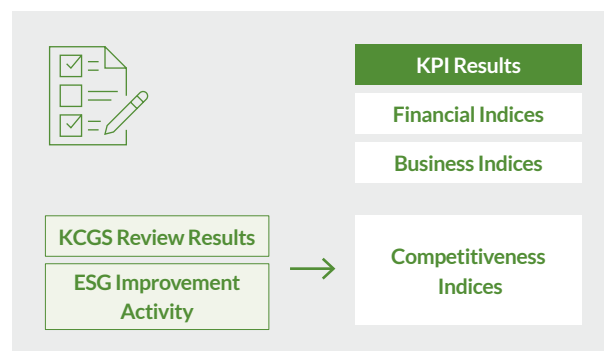 KPI Results
Financial Indices
Business Indices
KCGS Review Results
ESG Improvement
Activity
Competitiveness
Indices